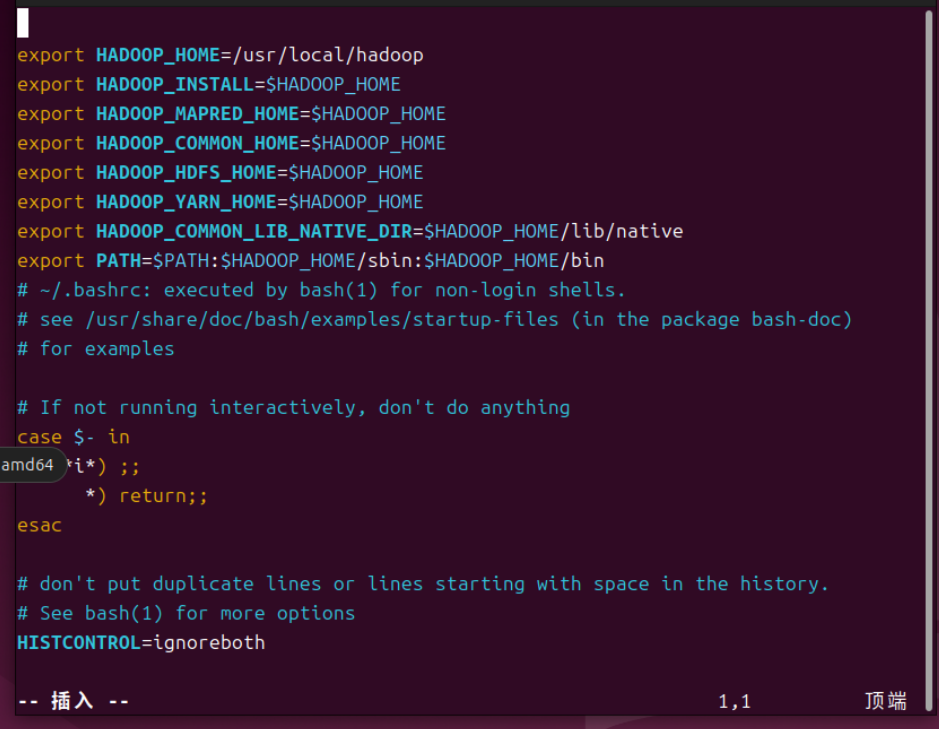 export HADOOP_HOME=/usr/local/hadoop
export HADOOP_INSTALL=$HADOOP_HOME
export HADOOP_MAPRED_HOME=$HADOOP_HOME
export HADOOP_COMMON_HOME=$HADOOP_HOME
export HADOOP_HDFS_HOME=$HADOOP_HOME
export HADOOP_YARN_HOME=$HADOOP_HOME
export HADOOP_COMMON_LIB_NATIVE_DIR=$HADOOP_HOME/lib/native
export PATH=$PATH:$HADOOP_HOME/sbin:$HADOOP_HOME/bin
# ~/.bashrc: executed by bash(1) for non-login shells.
# see /usr/share/doc/bash/examples/startup-files (in the package bash-doc)
# for examples
# If not running interactively, don't do anything
case $- in
amd64 *i*) ;;
*) return;;
esac
# don't put duplicate lines or lines starting with space in the history.
# See bash(1) for more options
HISTCONTROL=ignoreboth
-- 插入 -- 1,1 顶端